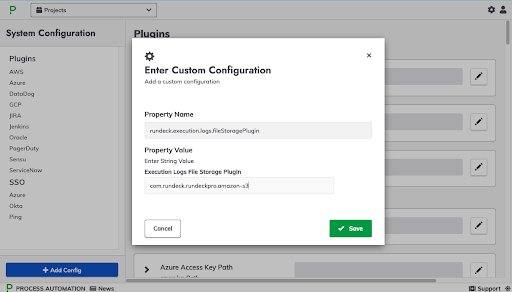 Projects
System Configuration
Plugins
AWS
Azure
DataDog
GCP
JIRA
Jenkins
Oracle
PagerDuty
Sensu
ServiceNow
SSO
Azure
Okta
Ping
+ Add Config
Plugins
Enter Custom Configuration
Add a custom configuration
Property Name
rundeck.execution.logs.fileStoragePlugin
Property Value
Enter String Value
Execution Logs File Storage Plugin
com.rundeck.rundeckpro.amazon-s3
Cancel
Save
Azure Access Key Path
PROCESS AUTOMATION
News
Support